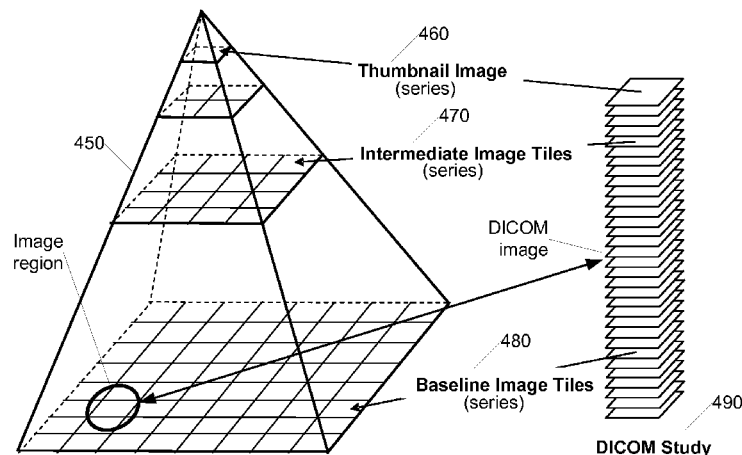 460
Thumbnail Image
(series)
470
450
Intermediate Image Tiles
(series)
Image
region
DICOM
image
480
Baseline Image Tiles
(series)
490
DICOM Study